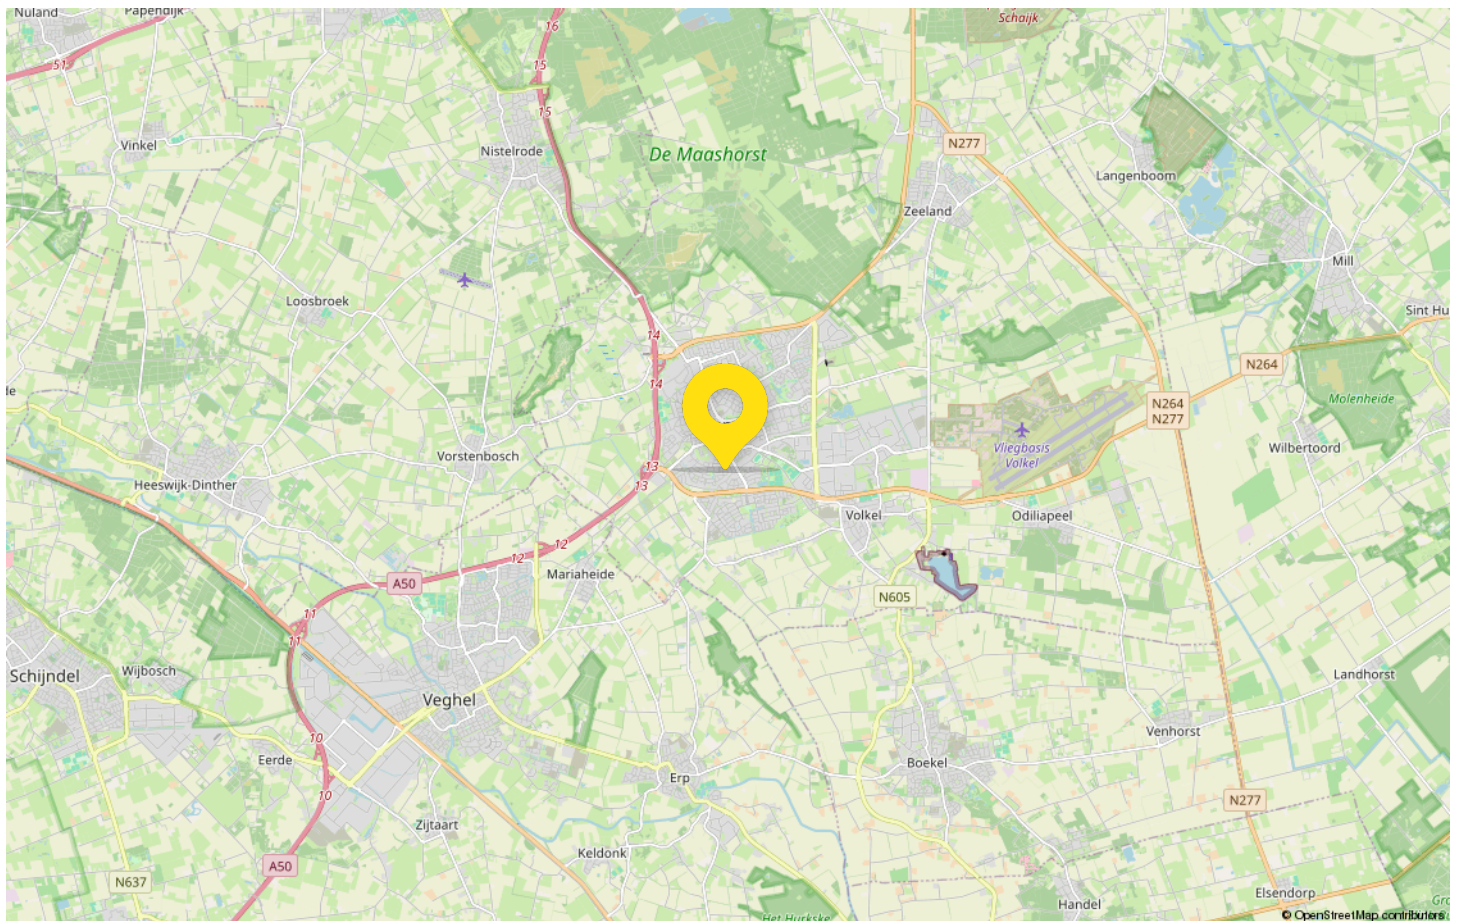 Nuland
Papendijk
16
Schaijk
51
15
15
Vinkel
Nistelrode
De Maashorst
N277
Langenboom
Zeeland
Mill
Loosbroek
Sint Hu
14
N264
14
le
N264
N277
Molenheide
Vliegbasis
Volkel
Wilbertoord
Vorstenbosch
13
13
Heeswijk-Dinther
Volkel
Odiliapeel
12
12
Mariaheide
A50
N605
11
11
Schijndel
Wijbosch
Landhorst
Veghel
Venhorst
10
Eerde
Boekel
Erp
10
N277
Zijtaart
Keldonk
A50
N637
Handel
Elsendorp
Gro
Het Hurkske
© OpenStreetMap contributors